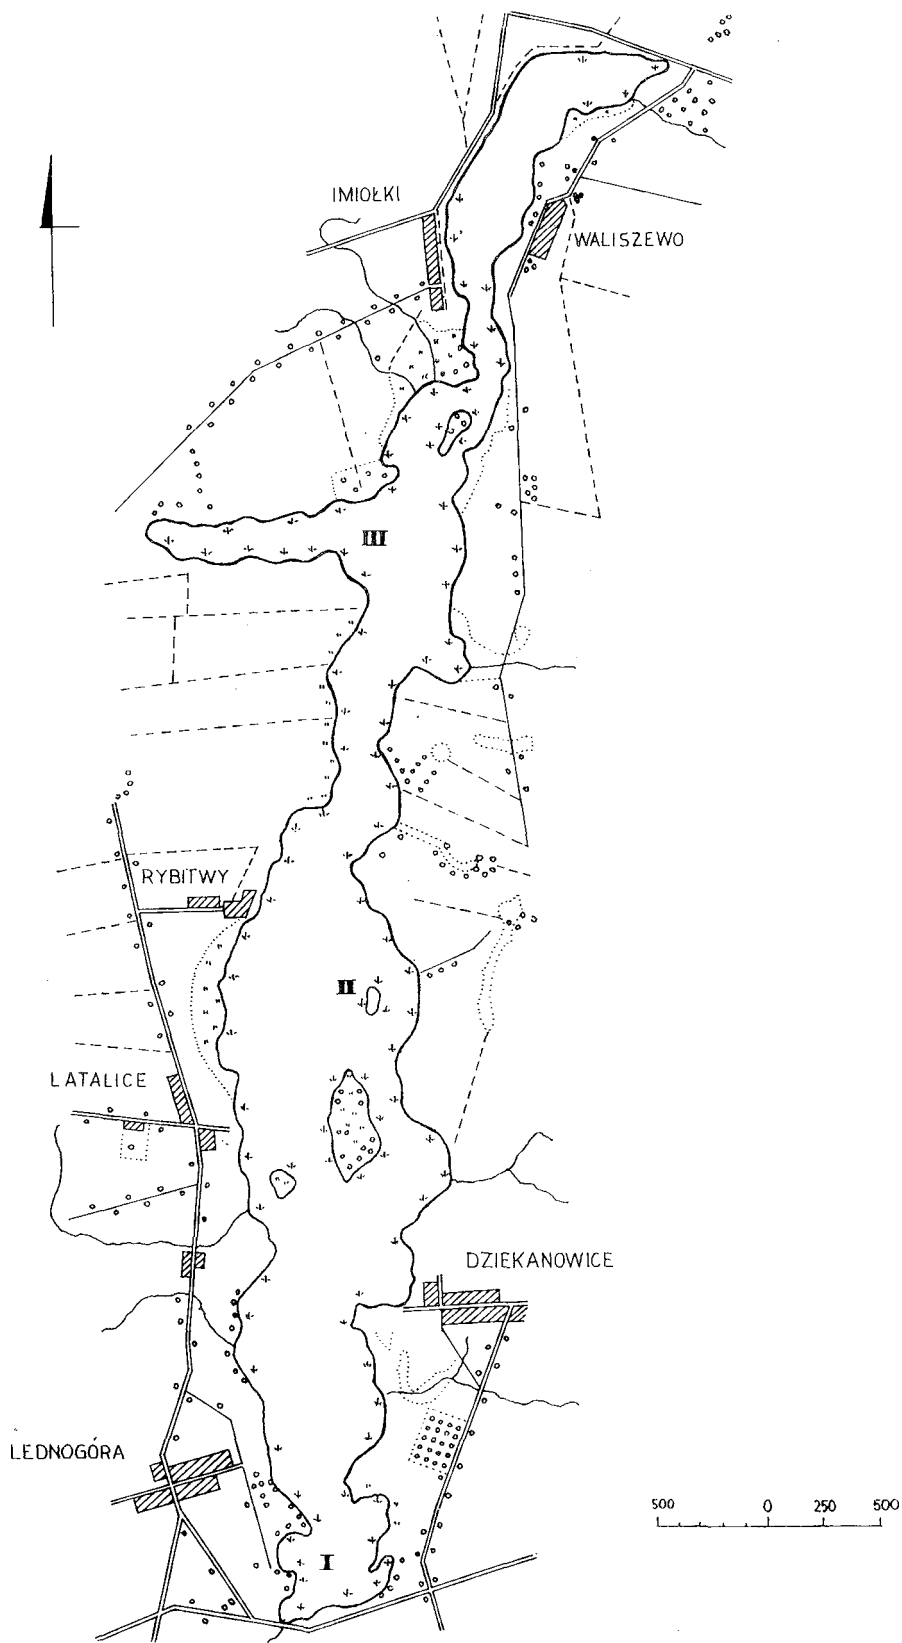 IMIOŁKI
WALISZEWO
III
RYBITWY
II
LATALICE
DZIEKANOWICE
LEDNOGÓRA
500 0 250 500
I